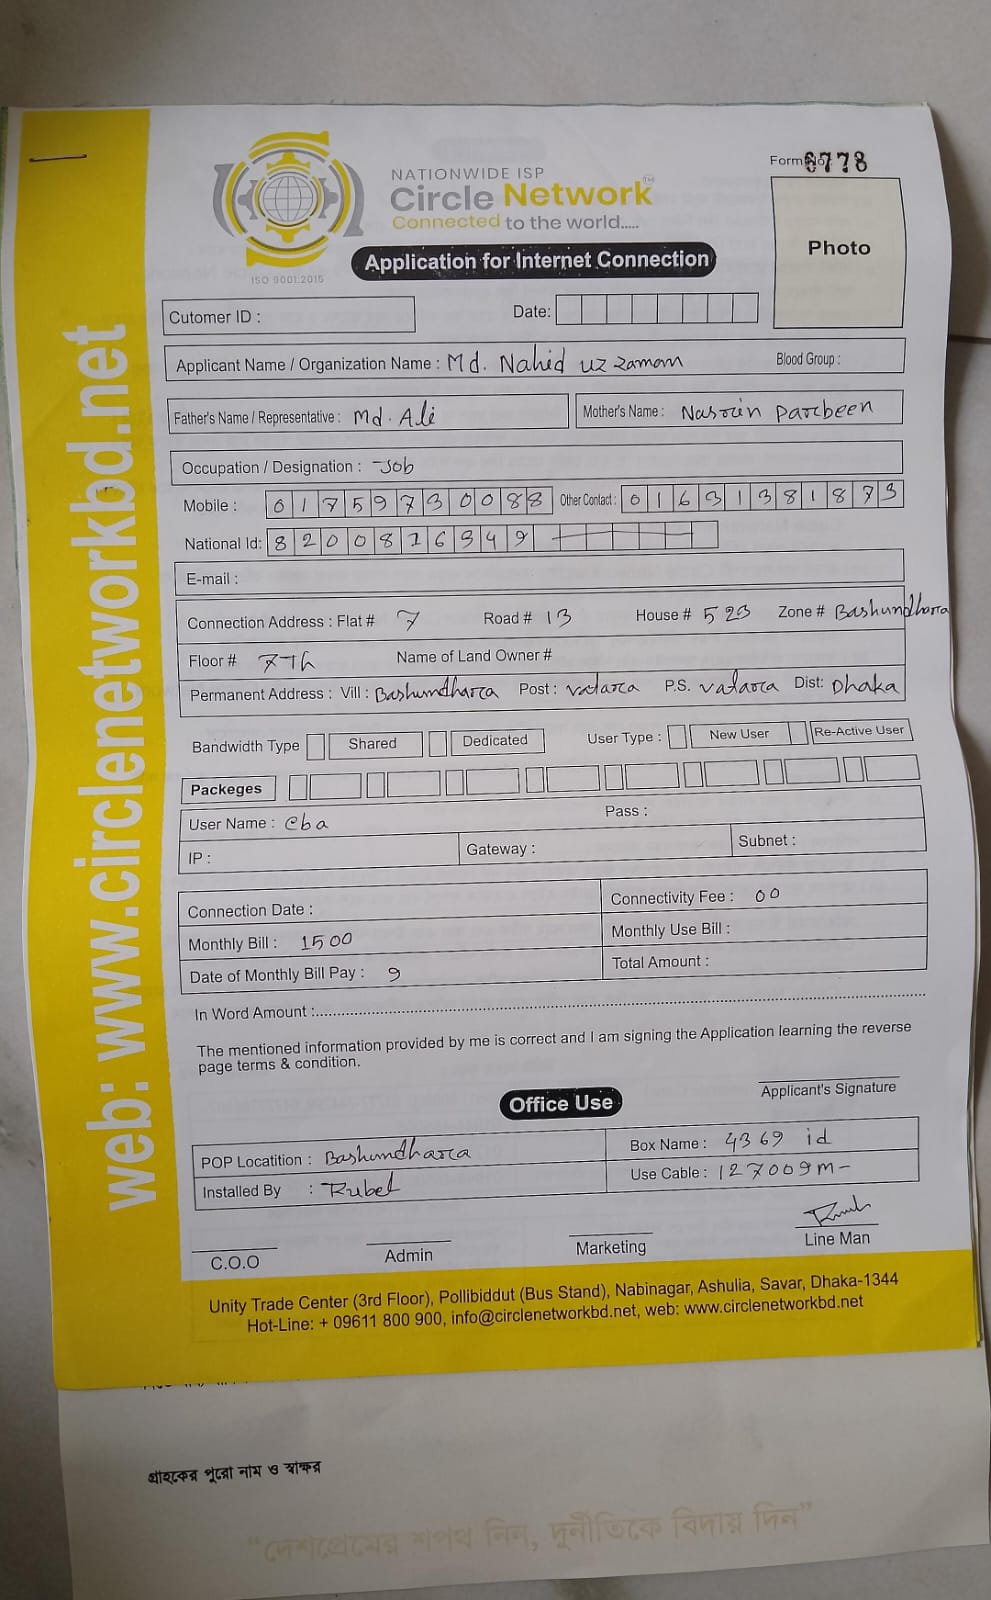 NATIONWIDE ISP
Circle Network™
Connected to the world.....
ISO 9001:2015
Form No 6778
Photo
Application for Internet Connection
Cutomer ID :
Date:
Applicant Name / Organization Name : Md. Nahid uz zaman Blood Group :
Father's Name / Representative : Md. Ali Mother's Name : Nasrin Parbeen
Occupation / Designation : Job
Mobile : 01759730088 Other Contact : 01631381873
National Id: 8200816949
E-mail :
Connection Address : Flat # 7 Road # 13 House # 523 Zone # Bashundhara
Floor # 7Th Name of Land Owner #
Permanent Address : Vill : Bashundhara Post : vatara P.S. vatara Dist: Dhaka
Bandwidth Type Shared Dedicated User Type : New User Re-Active User
Packeges
User Name : eba Pass :
IP : Gateway : Subnet :
Connection Date : Connectivity Fee : 00
Monthly Bill : 1500 Monthly Use Bill :
Date of Monthly Bill Pay : 9 Total Amount :
In Word Amount :
The mentioned information provided by me is correct and I am signing the Application learning the reverse
page terms & condition.
Applicant's Signature
Office Use
POP Locatition : Bashundhara Box Name : 4369 id
Installed By : Rubel Use Cable : 127009m-
C.O.O Admin Marketing Line Man
Unity Trade Center (3rd Floor), Pollibiddut (Bus Stand), Nabinagar, Ashulia, Savar, Dhaka-1344
Hot-Line: + 09611 800 900, info@circlenetworkbd.net, web: www.circlenetworkbd.net
web: www.circlenetworkbd.net
গ্রাহকের পুরো নাম ও স্বাক্ষর
“দেশপ্রেমের শপথ নিন, দুর্নীতিকে বিদায় দিন”